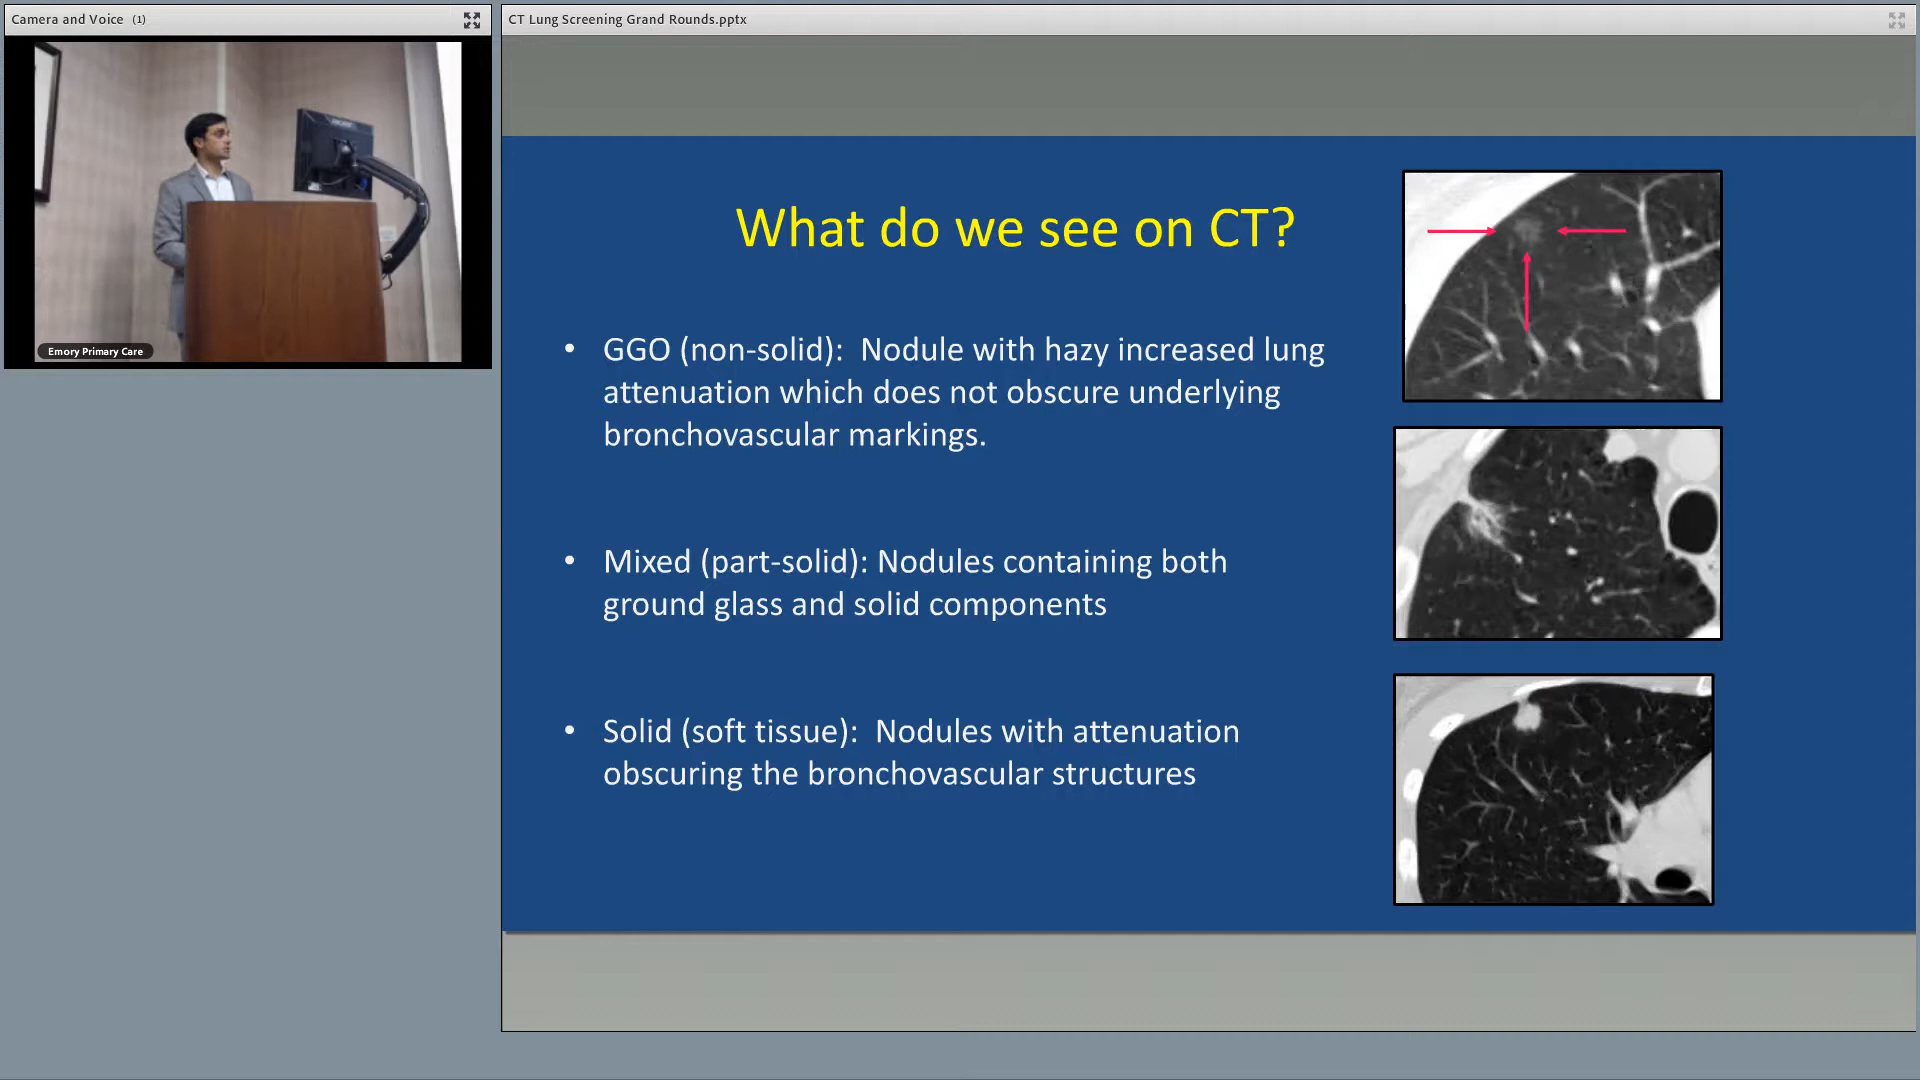 Camera and Voice (1)
CT Lung Screening Grand Rounds.pptx
Emory Primary Care
What do we see on CT?
• GGO (non-solid): Nodule with hazy increased lung
attenuation which does not obscure underlying
bronchovascular markings.
• Mixed (part-solid): Nodules containing both
ground glass and solid components
• Solid (soft tissue): Nodules with attenuation
obscuring the bronchovascular structures